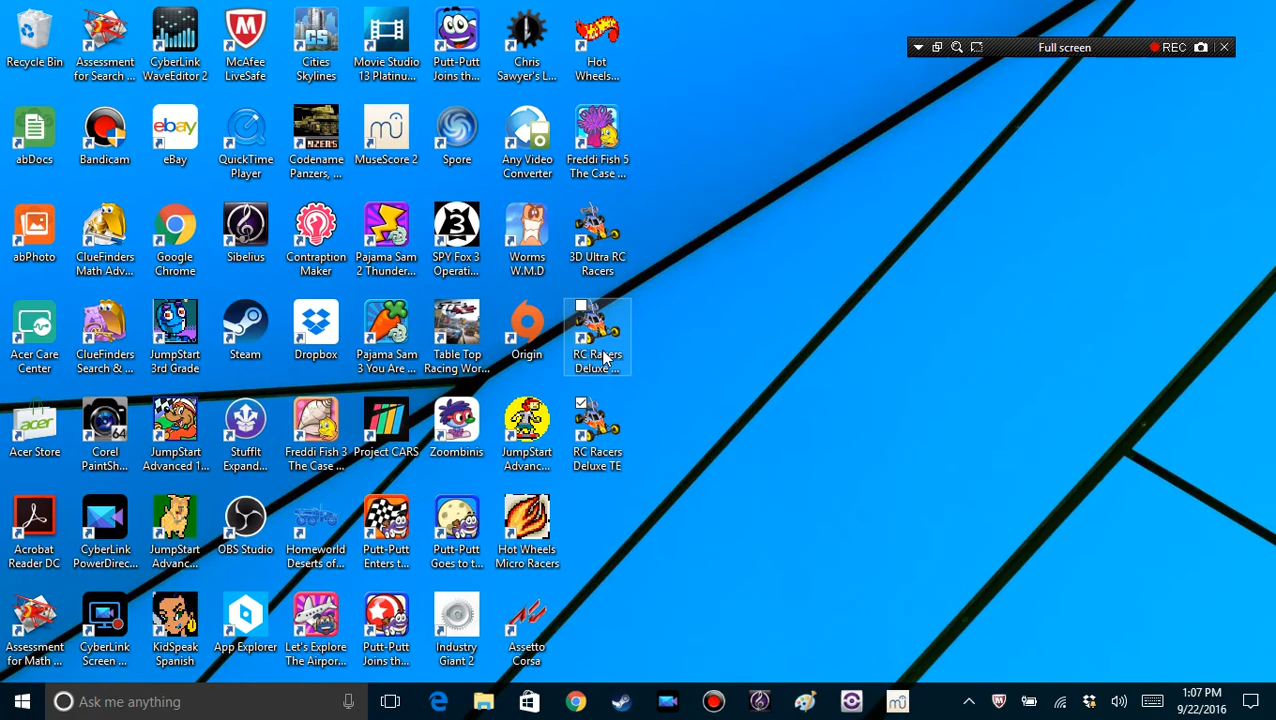 Full screen
REC
Recycle Bin
Assessment
for Search ...
CyberLink
WaveEditor 2
McAfee
LiveSafe
CS
Cities
Skylines
Movie Studio
13 Platinu...
Putt-Putt
Joins th...
Chris
Sawyer's L...
Hot
Wheels...
abDocs
Bandicam
ebay
eBay
QuickTime
Player
Codename
Panzers, ...
MuseScore 2
Spore
Any Video
Converter
Freddi Fish 5
The Case ...
abPhoto
ClueFinders
Math Adv...
Google
Chrome
Sibelius
Contraption
Maker
Pajama Sam
2 Thunder...
3
SPY Fox 3
Operati...
Worms
W.M.D
3D Ultra RC
Racers
Acer Care
Center
ClueFinders
Search & ...
JumpStart
3rd Grade
Steam
Dropbox
Pajama Sam
3 You Are ...
Table Top
Racing Wor...
Origin
RC Racers
Deluxe ...
acer
Acer Store
64
Corel
PaintSh...
JumpStart
Advanced 1...
StuffIt
Expand...
Freddi Fish 3
The Case ...
Project CARS
Zoombinis
JumpStart
Advanc...
RC Racers
Deluxe TE
Acrobat
Reader DC
CyberLink
PowerDirec...
JumpStart
Advanc...
OBS Studio
Homeworld
Deserts of...
Putt-Putt
Enters t...
Putt-Putt
Goes to t...
Hot Wheels
Micro Racers
Assessment
for Math ...
CyberLink
Screen ...
KidSpeak
Spanish
App Explorer
Let's Explore
The Airpor...
Putt-Putt
Joins th...
Industry
Giant 2
Assetto
Corsa
Ask me anything
1:07 PM
9/22/2016